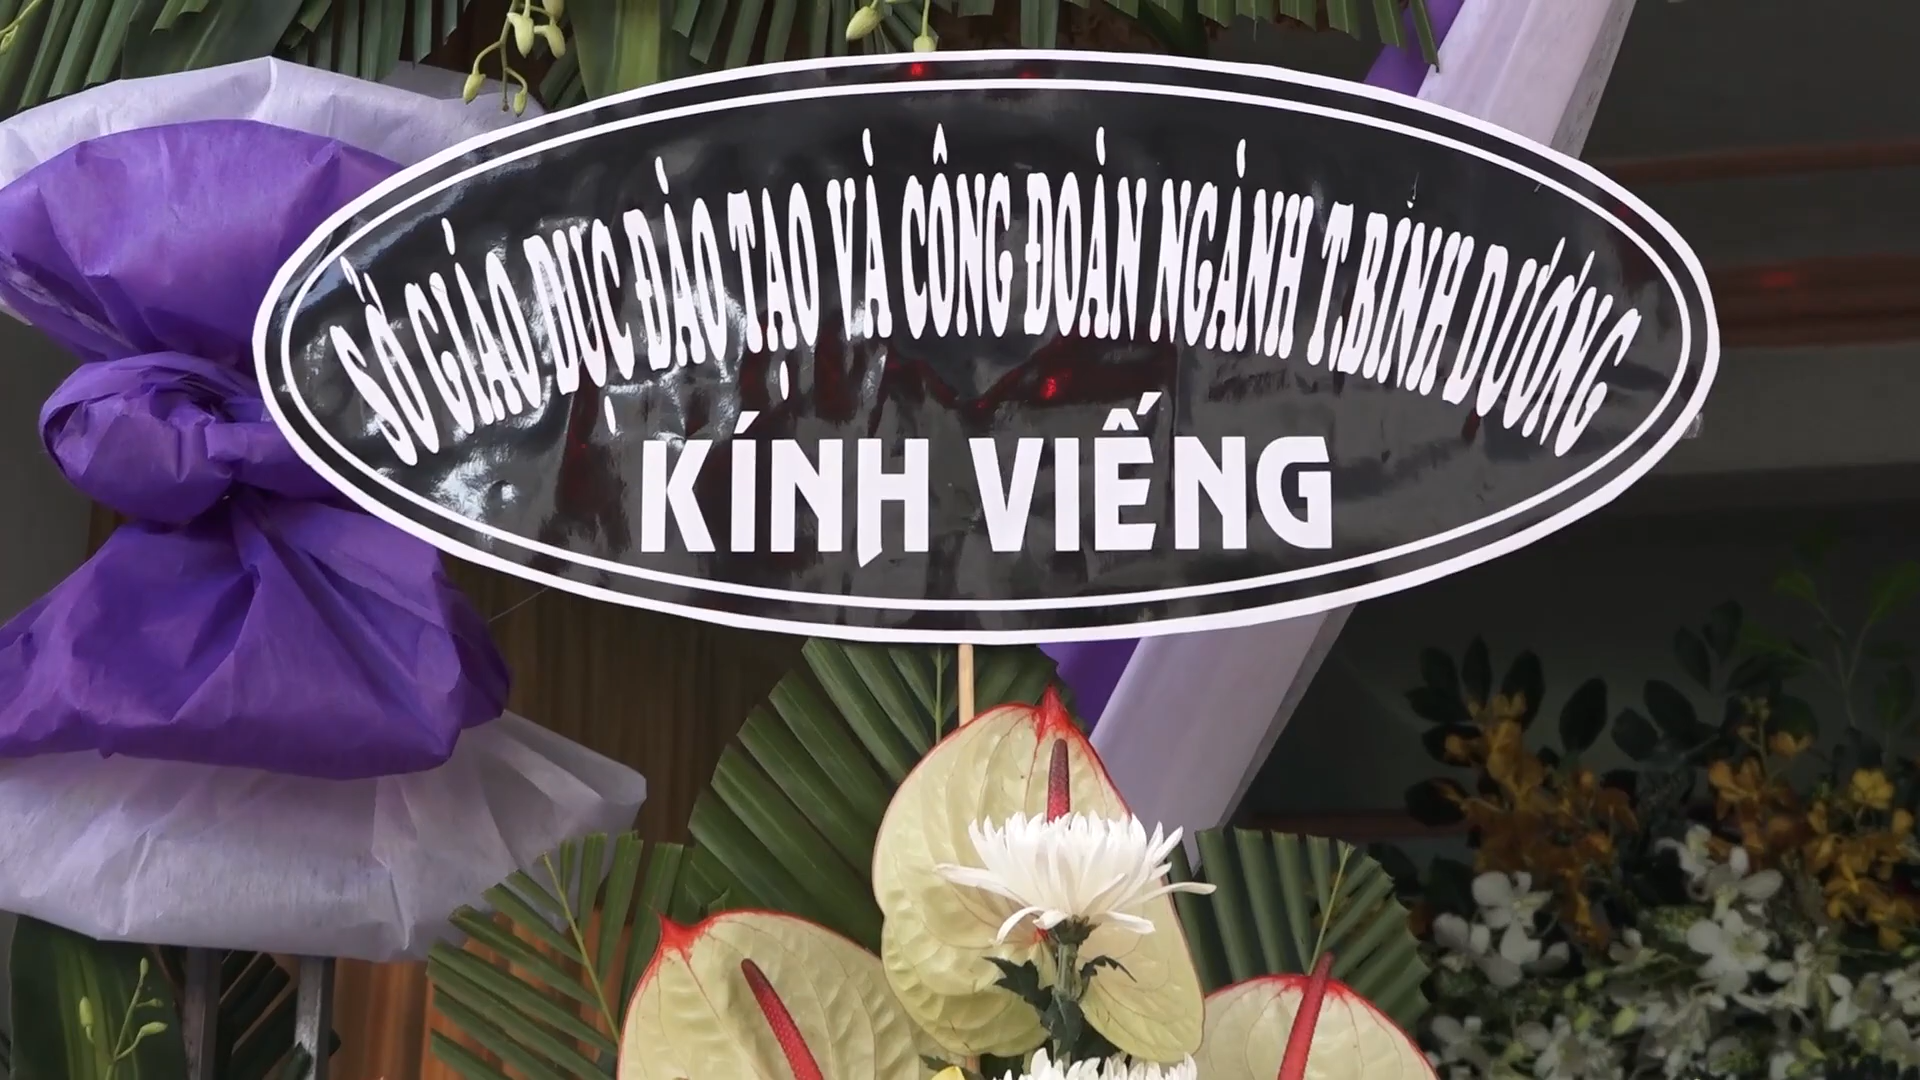 SỞ GIÁO DỤC ĐÀO TẠO VÀ CÔNG ĐOÀN NGÀNH T.BÌNH DƯƠNG
KÍNH VIẾNG